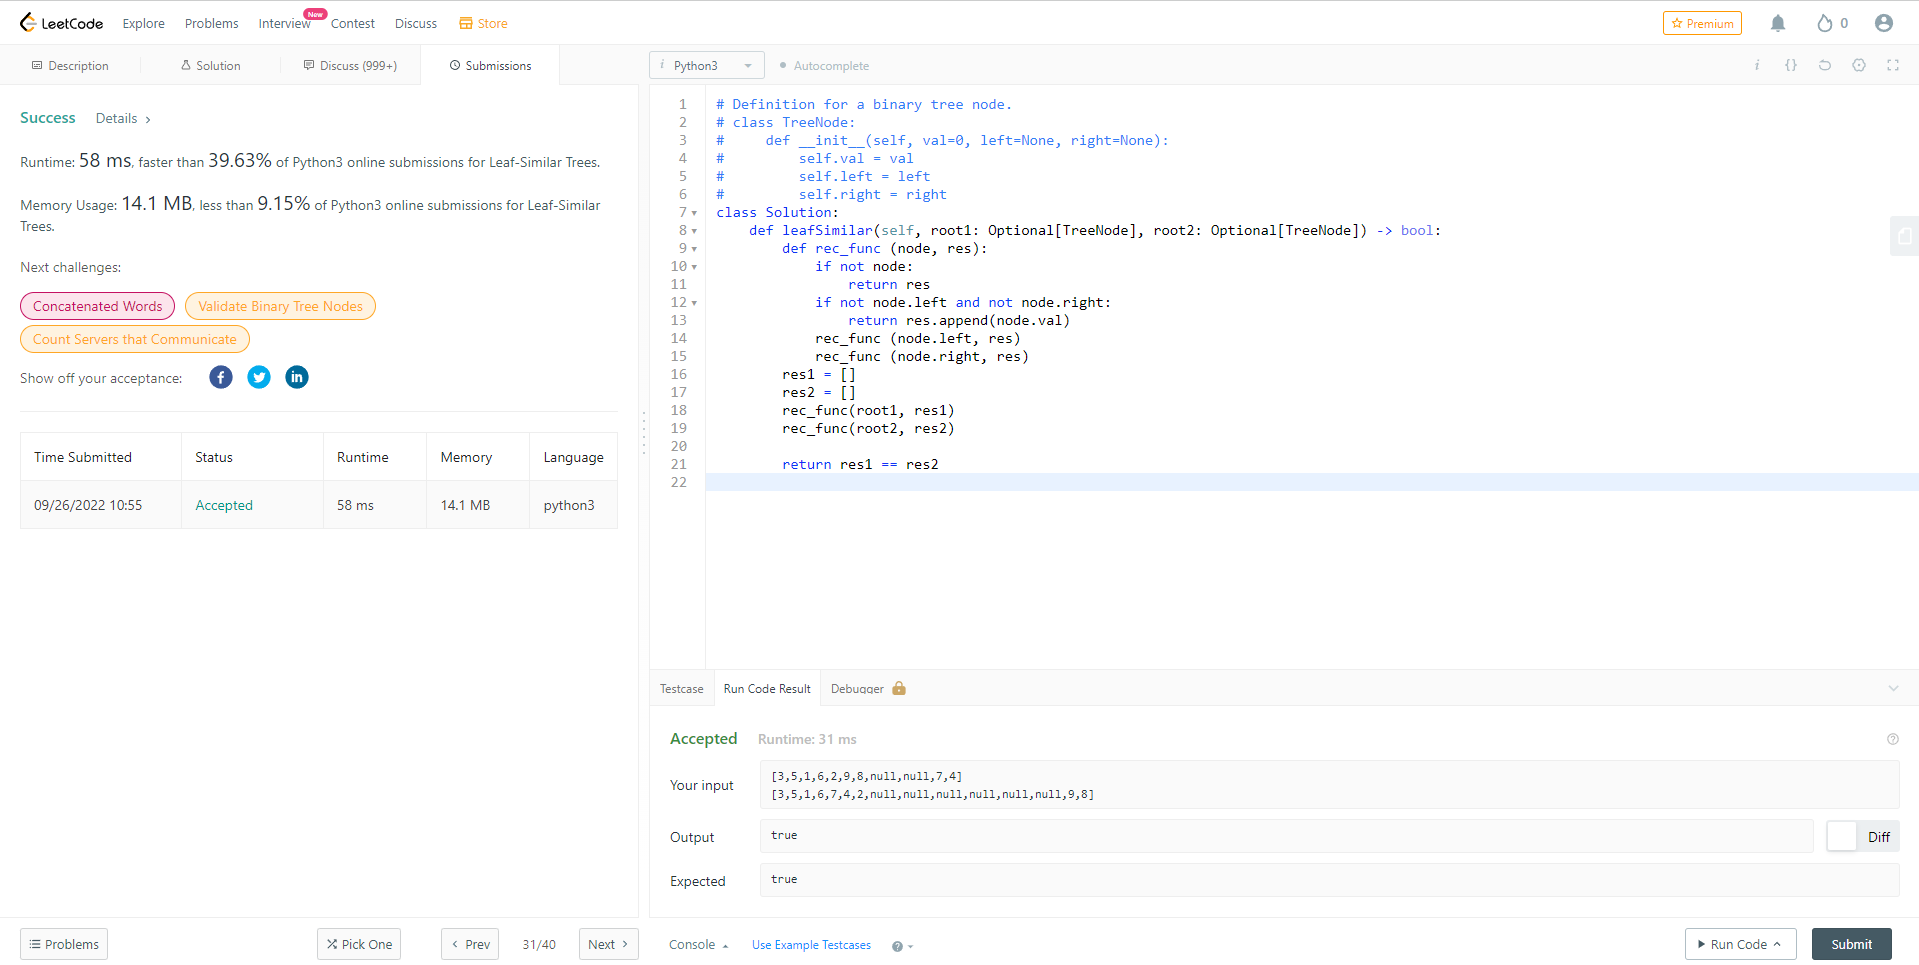 LeetCode Explore Problems Interview New Contest Discuss Store Premium 0
Description Solution Discuss (999+) Submissions
i Python3 Autocomplete i {}
Success Details >
Runtime: 58 ms, faster than 39.63% of Python3 online submissions for Leaf-Similar Trees.
Memory Usage: 14.1 MB, less than 9.15% of Python3 online submissions for Leaf-Similar
Trees.
Next challenges:
Concatenated Words Validate Binary Tree Nodes
Count Servers that Communicate
Show off your acceptance:
Time Submitted Status Runtime Memory Language
09/26/2022 10:55 Accepted 58 ms 14.1 MB python3
1 # Definition for a binary tree node.
2 # class TreeNode:
3 #     def __init__(self, val=0, left=None, right=None):
4 #         self.val = val
5 #         self.left = left
6 #         self.right = right
7 class Solution:
8     def leafSimilar(self, root1: Optional[TreeNode], root2: Optional[TreeNode]) -> bool:
9         def rec_func (node, res):
10             if not node:
11                 return res
12             if not node.left and not node.right:
13                 return res.append(node.val)
14             rec_func (node.left, res)
15             rec_func (node.right, res)
16         res1 = []
17         res2 = []
18         rec_func(root1, res1)
19         rec_func(root2, res2)
20
21         return res1 == res2
22
Testcase Run Code Result Debugger
Accepted Runtime: 31 ms
Your input
[3,5,1,6,2,9,8,null,null,7,4]
[3,5,1,6,7,4,2,null,null,null,null,null,null,9,8]
Output true Diff
Expected true
Problems Pick One < Prev 31/40 Next >
Console Use Example Testcases ? Run Code Submit